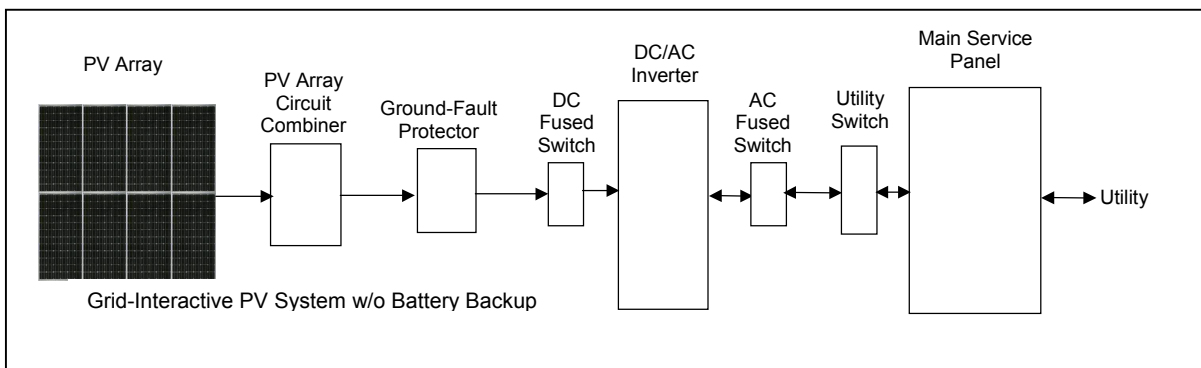 PV Array
PV Array
Circuit
Combiner
Ground-Fault
Protector
DC
Fused
Switch
DC/AC
Inverter
AC
Fused
Switch
Utility
Switch
Main Service
Panel
Utility
Grid-Interactive PV System w/o Battery Backup